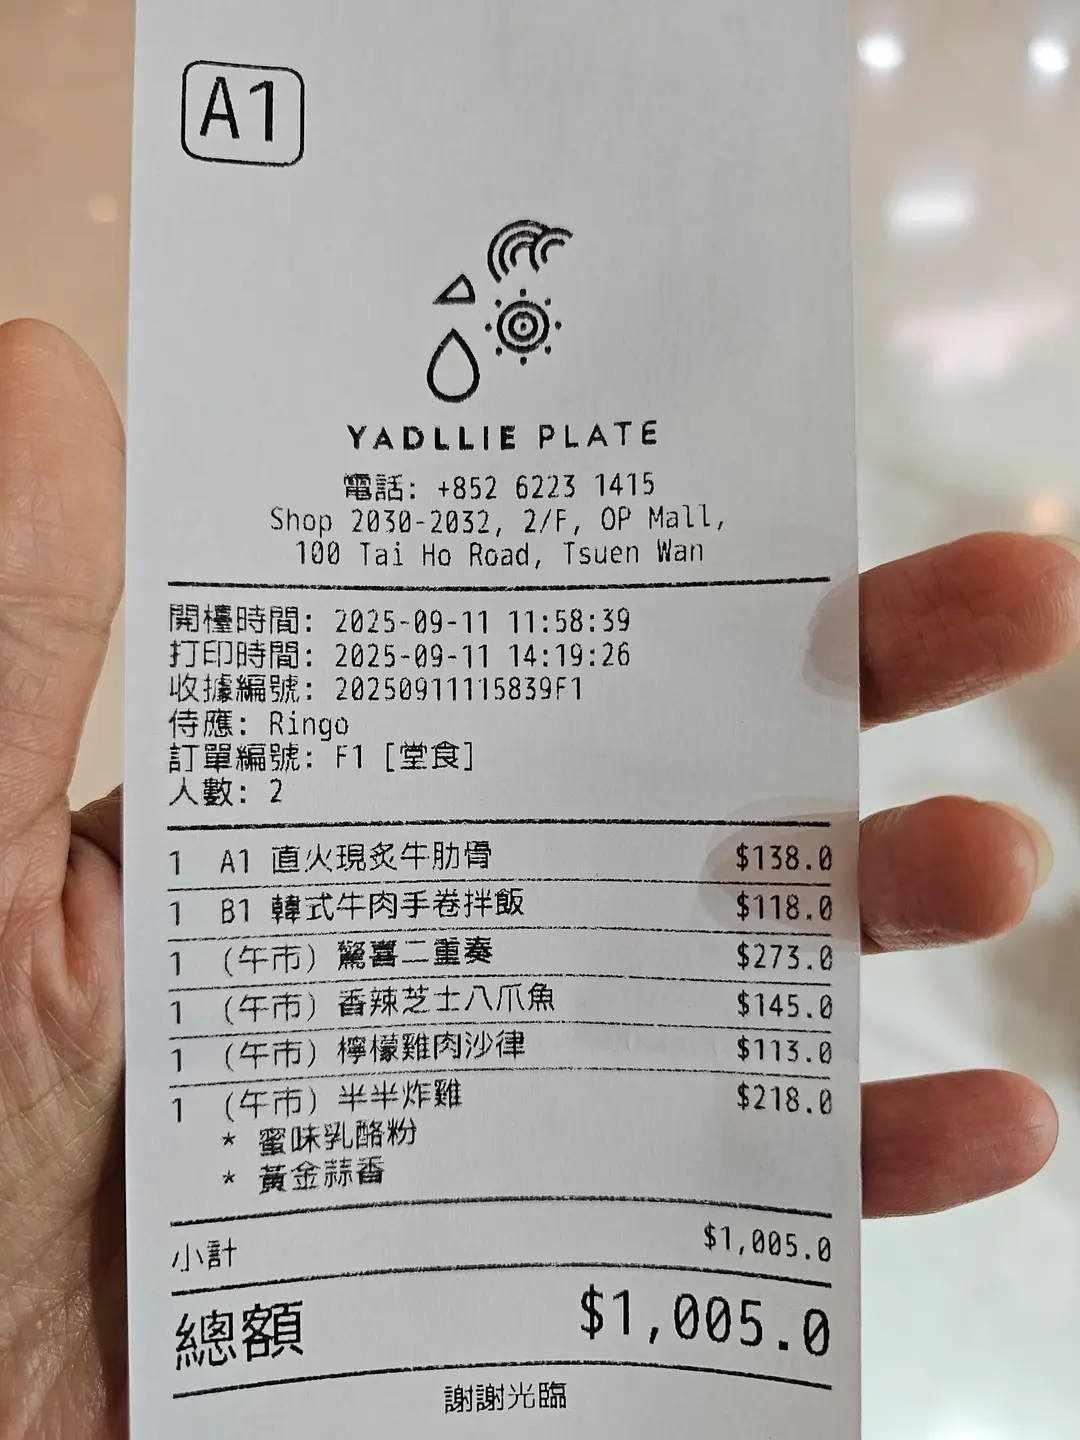 A1
YADLLIE PLATE
電話: +852 6223 1415
Shop 2030-2032, 2/F, OP Mall,
100 Tai Ho Road, Tsuen Wan
開檯時間: 2025-09-11 11:58:39
打印時間: 2025-09-11 14:19:26
收據編號: 20250911115839F1
侍應: Ringo
訂單編號: F1 [堂食]
人數: 2
1 A1 直火現炙牛肋骨 $138.0
1 B1 韓式牛肉手卷拌飯 $118.0
1 (午市) 驚喜二重奏 $273.0
1 (午市) 香辣芝士八爪魚 $145.0
1 (午市) 檸檬雞肉沙律 $113.0
1 (午市) 半半炸雞 $218.0
* 蜜味乳酪粉
* 黃金蒜香
小計 $1,005.0
總額 $1,005.0
謝謝光臨